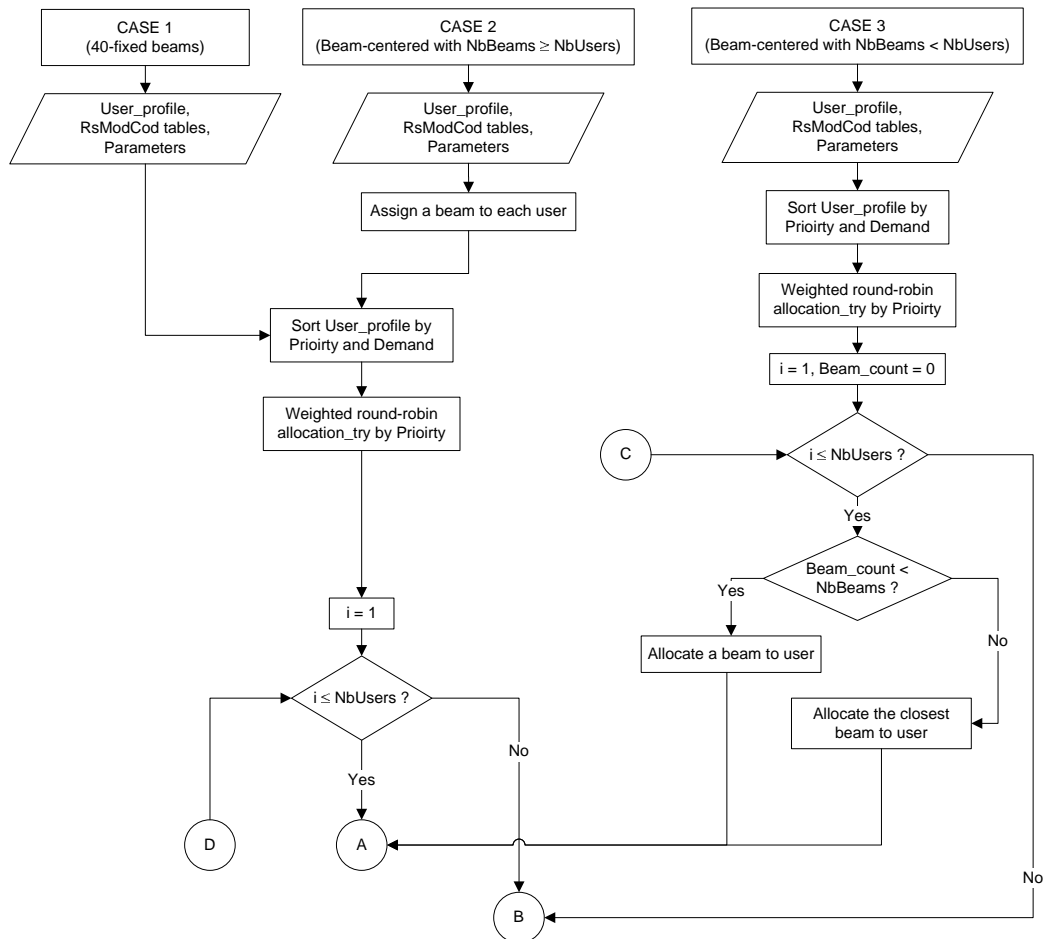 CASE 1
(40-fixed beams)
User_profile,
RsModCod tables,
Parameters
CASE 2
(Beam-centered with NbBeams ≥ NbUsers)
User_profile,
RsModCod tables,
Parameters
Assign a beam to each user
Sort User_profile by
Prioirty and Demand
Weighted round-robin
allocation_try by Prioirty
i = 1
i ≤ NbUsers ?
No
Yes
D
A
B
CASE 3
(Beam-centered with NbBeams < NbUsers)
User_profile,
RsModCod tables,
Parameters
Sort User_profile by
Prioirty and Demand
Weighted round-robin
allocation_try by Prioirty
i = 1, Beam_count = 0
C
i ≤ NbUsers ?
Yes
Beam_count <
NbBeams ?
Yes
No
Allocate a beam to user
Allocate the closest
beam to user
No